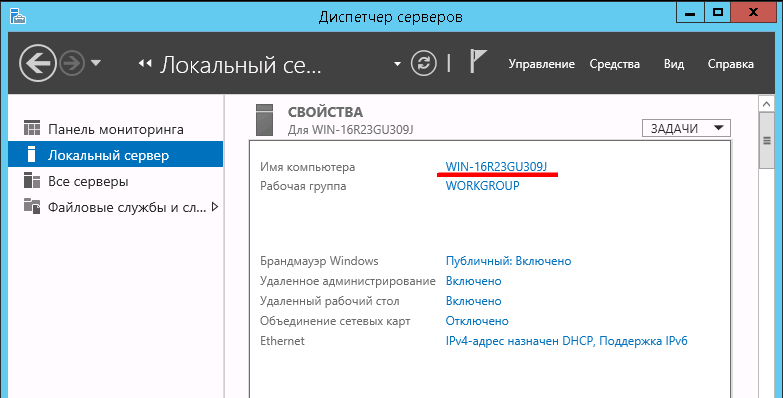 Диспетчер серверов
Локальный се...
Управление Средства Вид Справка
Панель мониторинга
Локальный сервер
Все серверы
Файловые службы и сл...
СВОЙСТВА
Для WIN-16R23GU309J
ЗАДАЧИ
Имя компьютера WIN-16R23GU309J
Рабочая группа WORKGROUP
Брандмауэр Windows Публичный: Включено
Удаленное администрирование Включено
Удаленный рабочий стол Включено
Объединение сетевых карт Отключено
Ethernet IPv4-адрес назначен DHCP, Поддержка IPv6